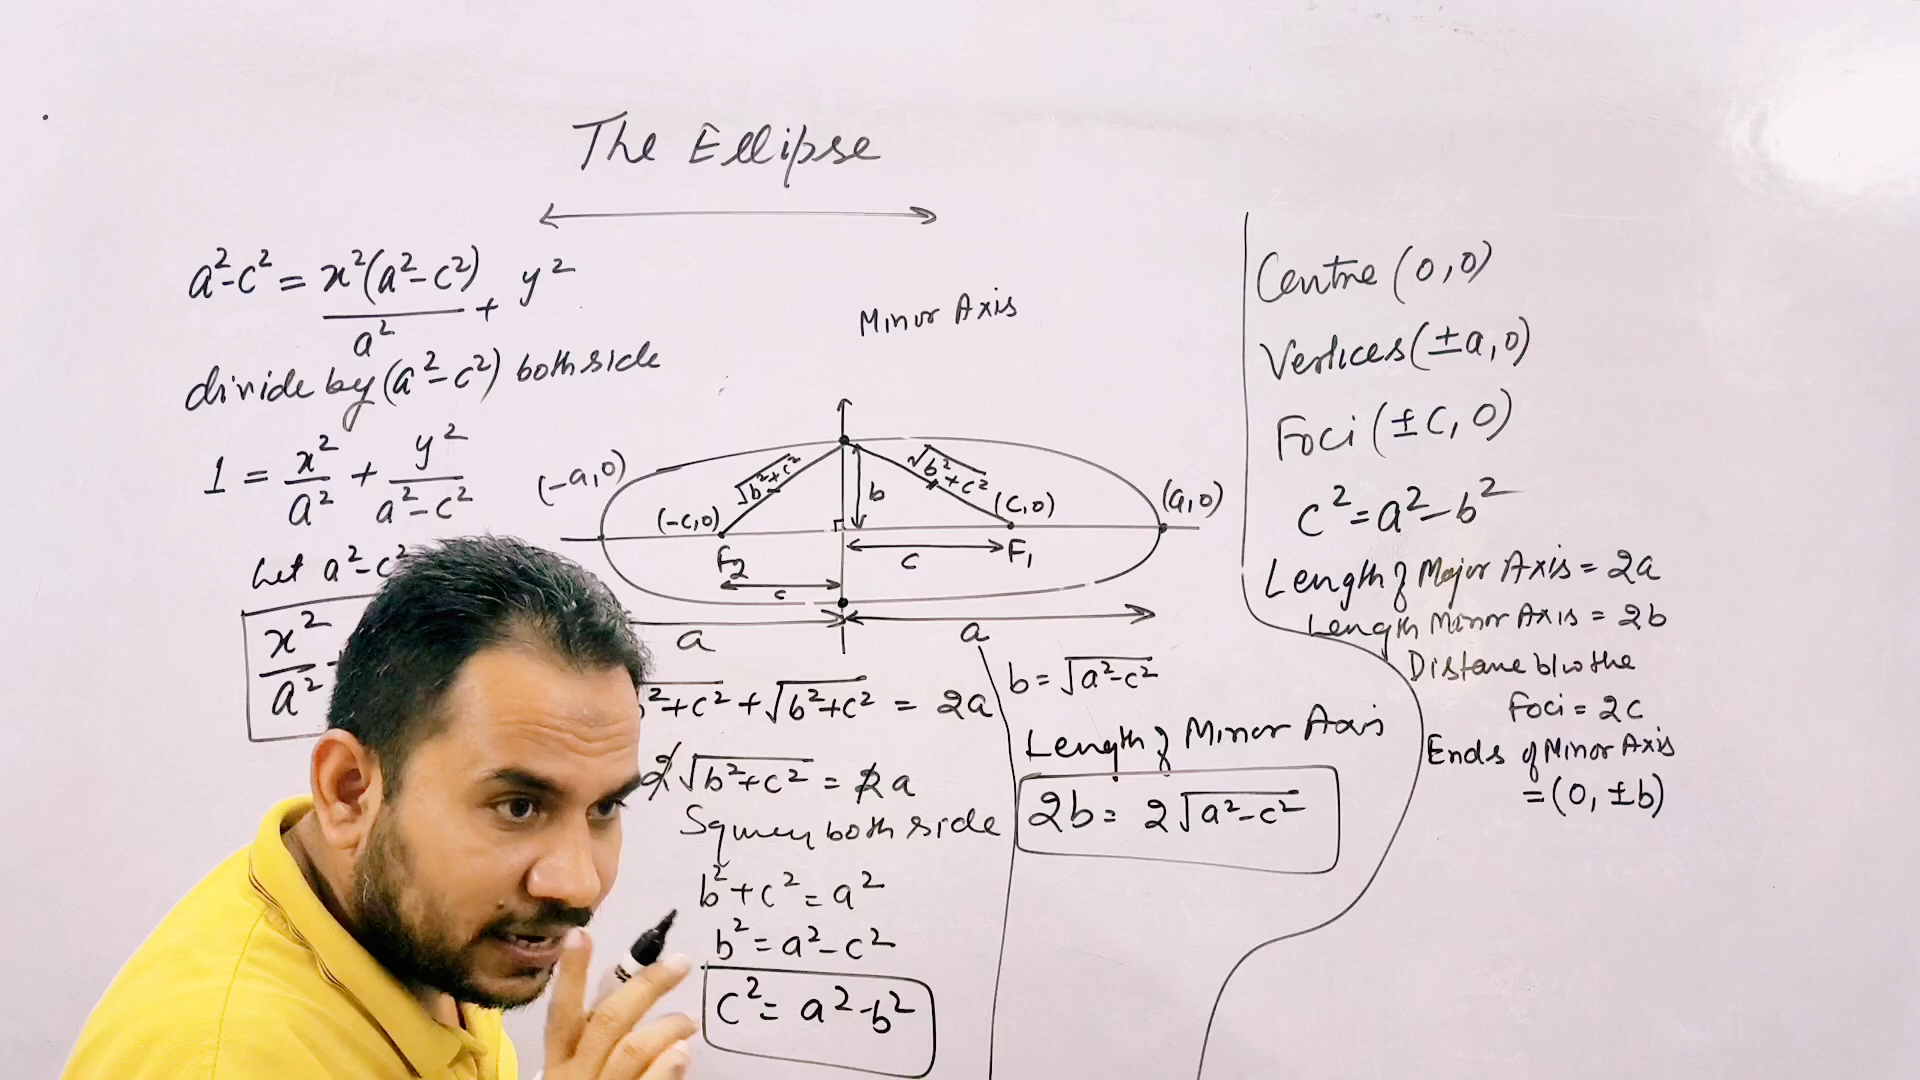 The Ellipse
a²-c² = x²(a²-c²)/a² + y²
divide by (a²-c²) both side
1 = x²/a² + y²/a²-c²
Let a²-c²
x²/a² +
Minor Axis
(-a,0)
√b²+c²
√b²+c²
b
(-c,0)
(c,0)
(a,0)
F2
c
F1
c
a
a
²+c² + √b²+c² = 2a
2√b²+c² = 2a
both side
b²+c² = a²
b² = a²-c²
c² = a²-b²
b = √a²-c²
Length of Minor Axis
2b = 2√a²-c²
Centre (0,0)
Vertices (±a,0)
Foci (±c,0)
c² = a²-b²
Length of Major Axis = 2a
Length Minor Axis = 2b
Distane b/w the
Foci = 2c
Ends of Minor Axis
= (0, ±b)